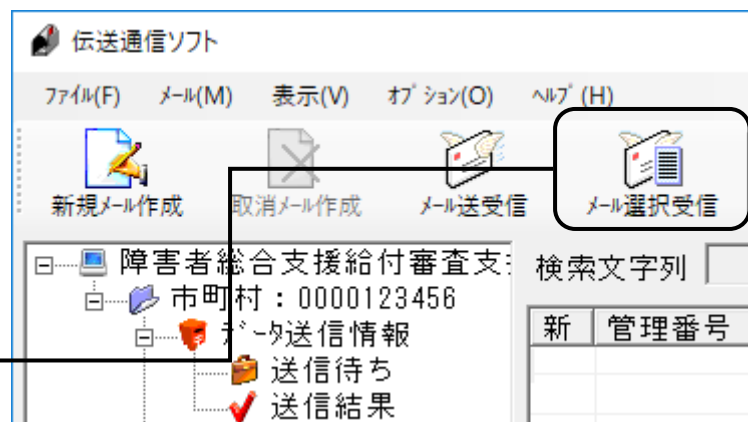 伝送通信ソフト
ﾌｧｲﾙ(F) ﾒｰﾙ(M) 表示(V) ｵﾌﾟｼｮﾝ(O) ﾍﾙﾌﾟ(H)
新規ﾒｰﾙ作成 取消ﾒｰﾙ作成 ﾒｰﾙ送受信 ﾒｰﾙ選択受信
障害者総合支援給付審査支
検索文字列
市町村：0000123456
新 管理番号
ﾃﾞｰﾀ送信情報
送信待ち
送信結果